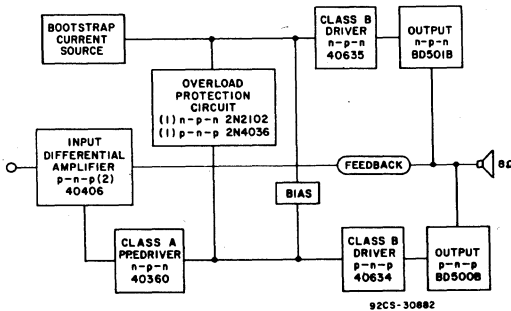 BOOTSTRAP
CURRENT
SOURCE
CLASS B
DRIVER
n-p-n
40635
OUTPUT
n-p-n
BD501B
OVERLOAD
PROTECTION
CIRCUIT
(1) n-p-n 2N2102
(1) p-n-p 2N4036
INPUT
DIFFERENTIAL
AMPLIFIER
p-n-p(2)
40406
FEEDBACK
8Ω
BIAS
CLASS A
PREDRIVER
n-p-n
40360
CLASS B
DRIVER
p-n-p
40634
OUTPUT
p-n-p
BD500B
92CS-30882